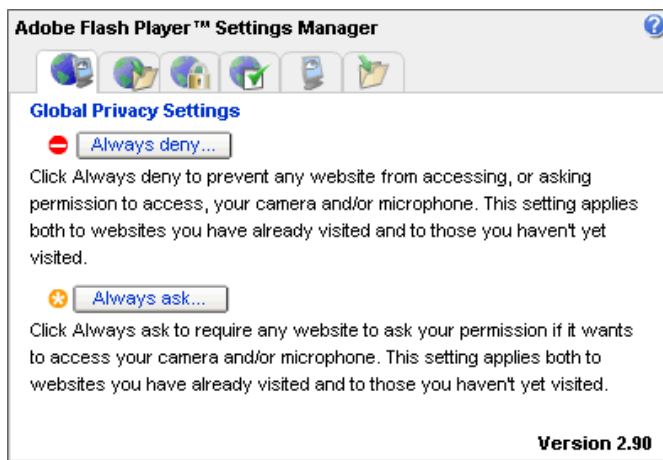 Adobe Flash Player™ Settings Manager
?
Global Privacy Settings
Always deny...
Click Always deny to prevent any website from accessing, or asking
permission to access, your camera and/or microphone. This setting applies
both to websites you have already visited and to those you haven't yet
visited.
Always ask...
Click Always ask to require any website to ask your permission if it wants
to access your camera and/or microphone. This setting applies both to
websites you have already visited and to those you haven't yet visited.
Version 2.90